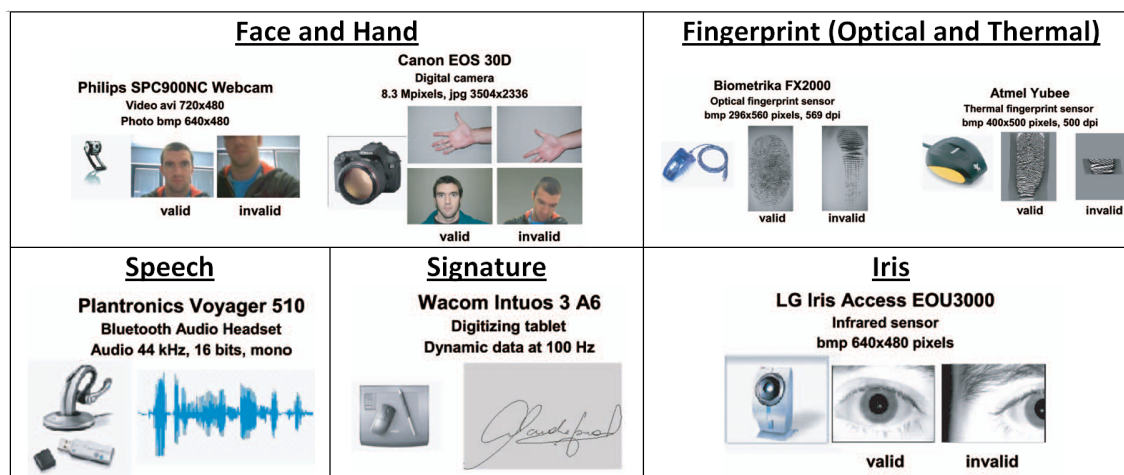 Face and Hand
Philips SPC900NC Webcam
Video avi 720x480
Photo bmp 640x480
valid
invalid
Canon EOS 30D
Digital camera
8.3 Mpixels, jpg 3504x2336
valid
invalid
Fingerprint (Optical and Thermal)
Biometrika FX2000
Optical fingerprint sensor
bmp 296x560 pixels, 569 dpi
valid
invalid
Atmel Yubee
Thermal fingerprint sensor
bmp 400x500 pixels, 500 dpi
valid
invalid
Speech
Plantronics Voyager 510
Bluetooth Audio Headset
Audio 44 kHz, 16 bits, mono
Signature
Wacom Intuos 3 A6
Digitizing tablet
Dynamic data at 100 Hz
Iris
LG Iris Access EOU3000
Infrared sensor
bmp 640x480 pixels
valid
invalid